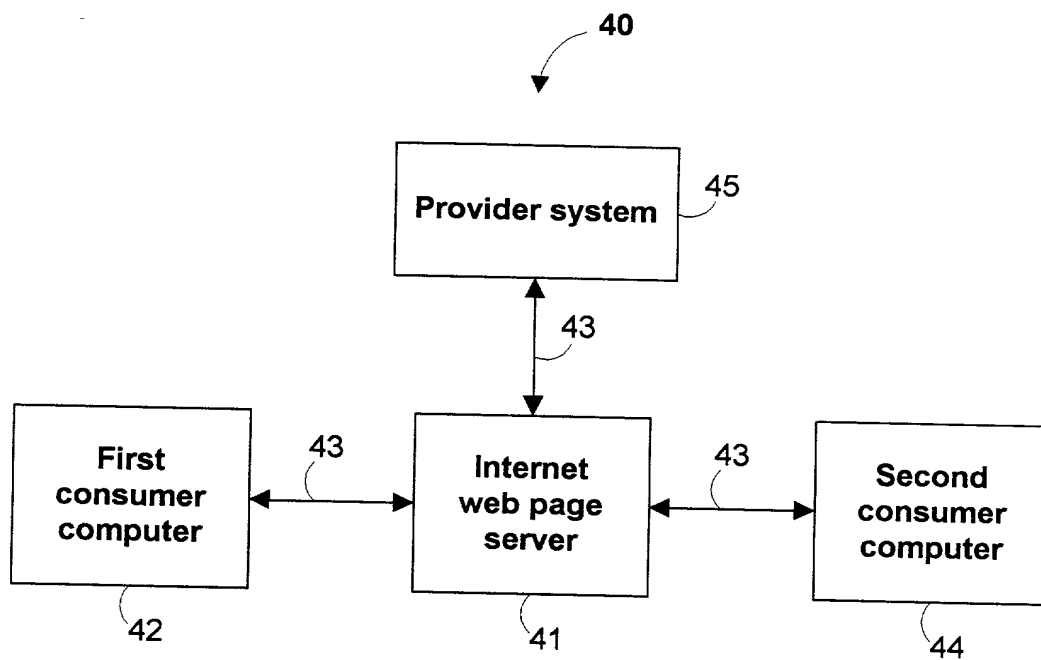 40
Provider system
45
43
First
consumer
computer
43
Internet
web page
server
43
Second
consumer
computer
42
41
44